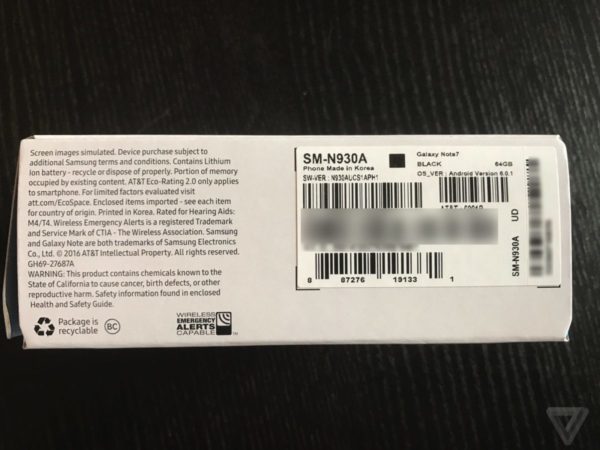 Screen images simulated. Device purchase subject to
additional Samsung terms and conditions. Contains Lithium
Ion battery - recycle or dispose of properly. Portion of memory
occupied by existing content. AT&T Eco-Rating 2.0 only applies
to smartphone. For limited factors evaluated visit
att.com/EcoSpace. Enclosed items imported - see each item
for country of origin. Printed in Korea. Rated for Hearing Aids:
M4/T4. Wireless Emergency Alerts is a registered Trademark
and Service Mark of CTIA - The Wireless Association. Samsung
and Galaxy Note are both trademarks of Samsung Electronics
Co., Ltd. © 2016 AT&T Intellectual Property. All rights reserved.
GH69-27687A
WARNING: This product contains chemicals known to the
State of California to cause cancer, birth defects, or other
reproductive harm. Safety information found in enclosed
Health and Safety Guide.
Package is
recyclable
BC
WIRELESS
EMERGENCY
ALERTS
CAPABLE
SM-N930A
Phone Made in Korea
SW-VER : N930AUCS1APH1
Galaxy Note7
BLACK 64GB
OS_VER : Android Version 6.0.1
8 87276 19133 1
SM-N930A UD